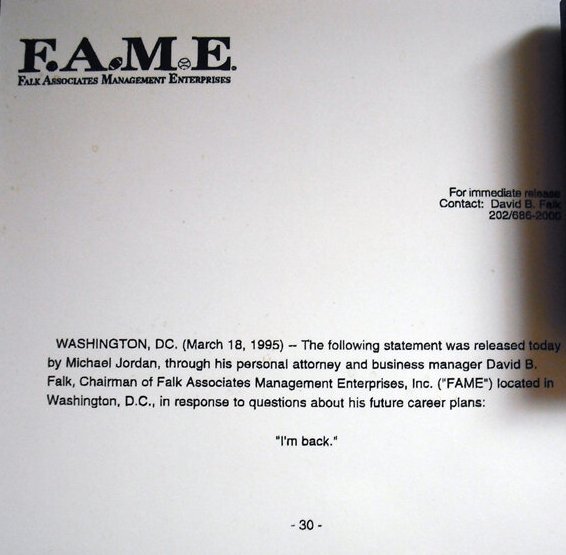 F.A.M.E.
FALK ASSOCIATES MANAGEMENT ENTERPRISES
For immediate release
Contact: David B. Falk
202/686-2000
WASHINGTON, DC. (March 18, 1995) -- The following statement was released today
by Michael Jordan, through his personal attorney and business manager David B.
Falk, Chairman of Falk Associates Management Enterprises, Inc. ("FAME") located in
Washington, D.C., in response to questions about his future career plans:
"I'm back."
- 30 -